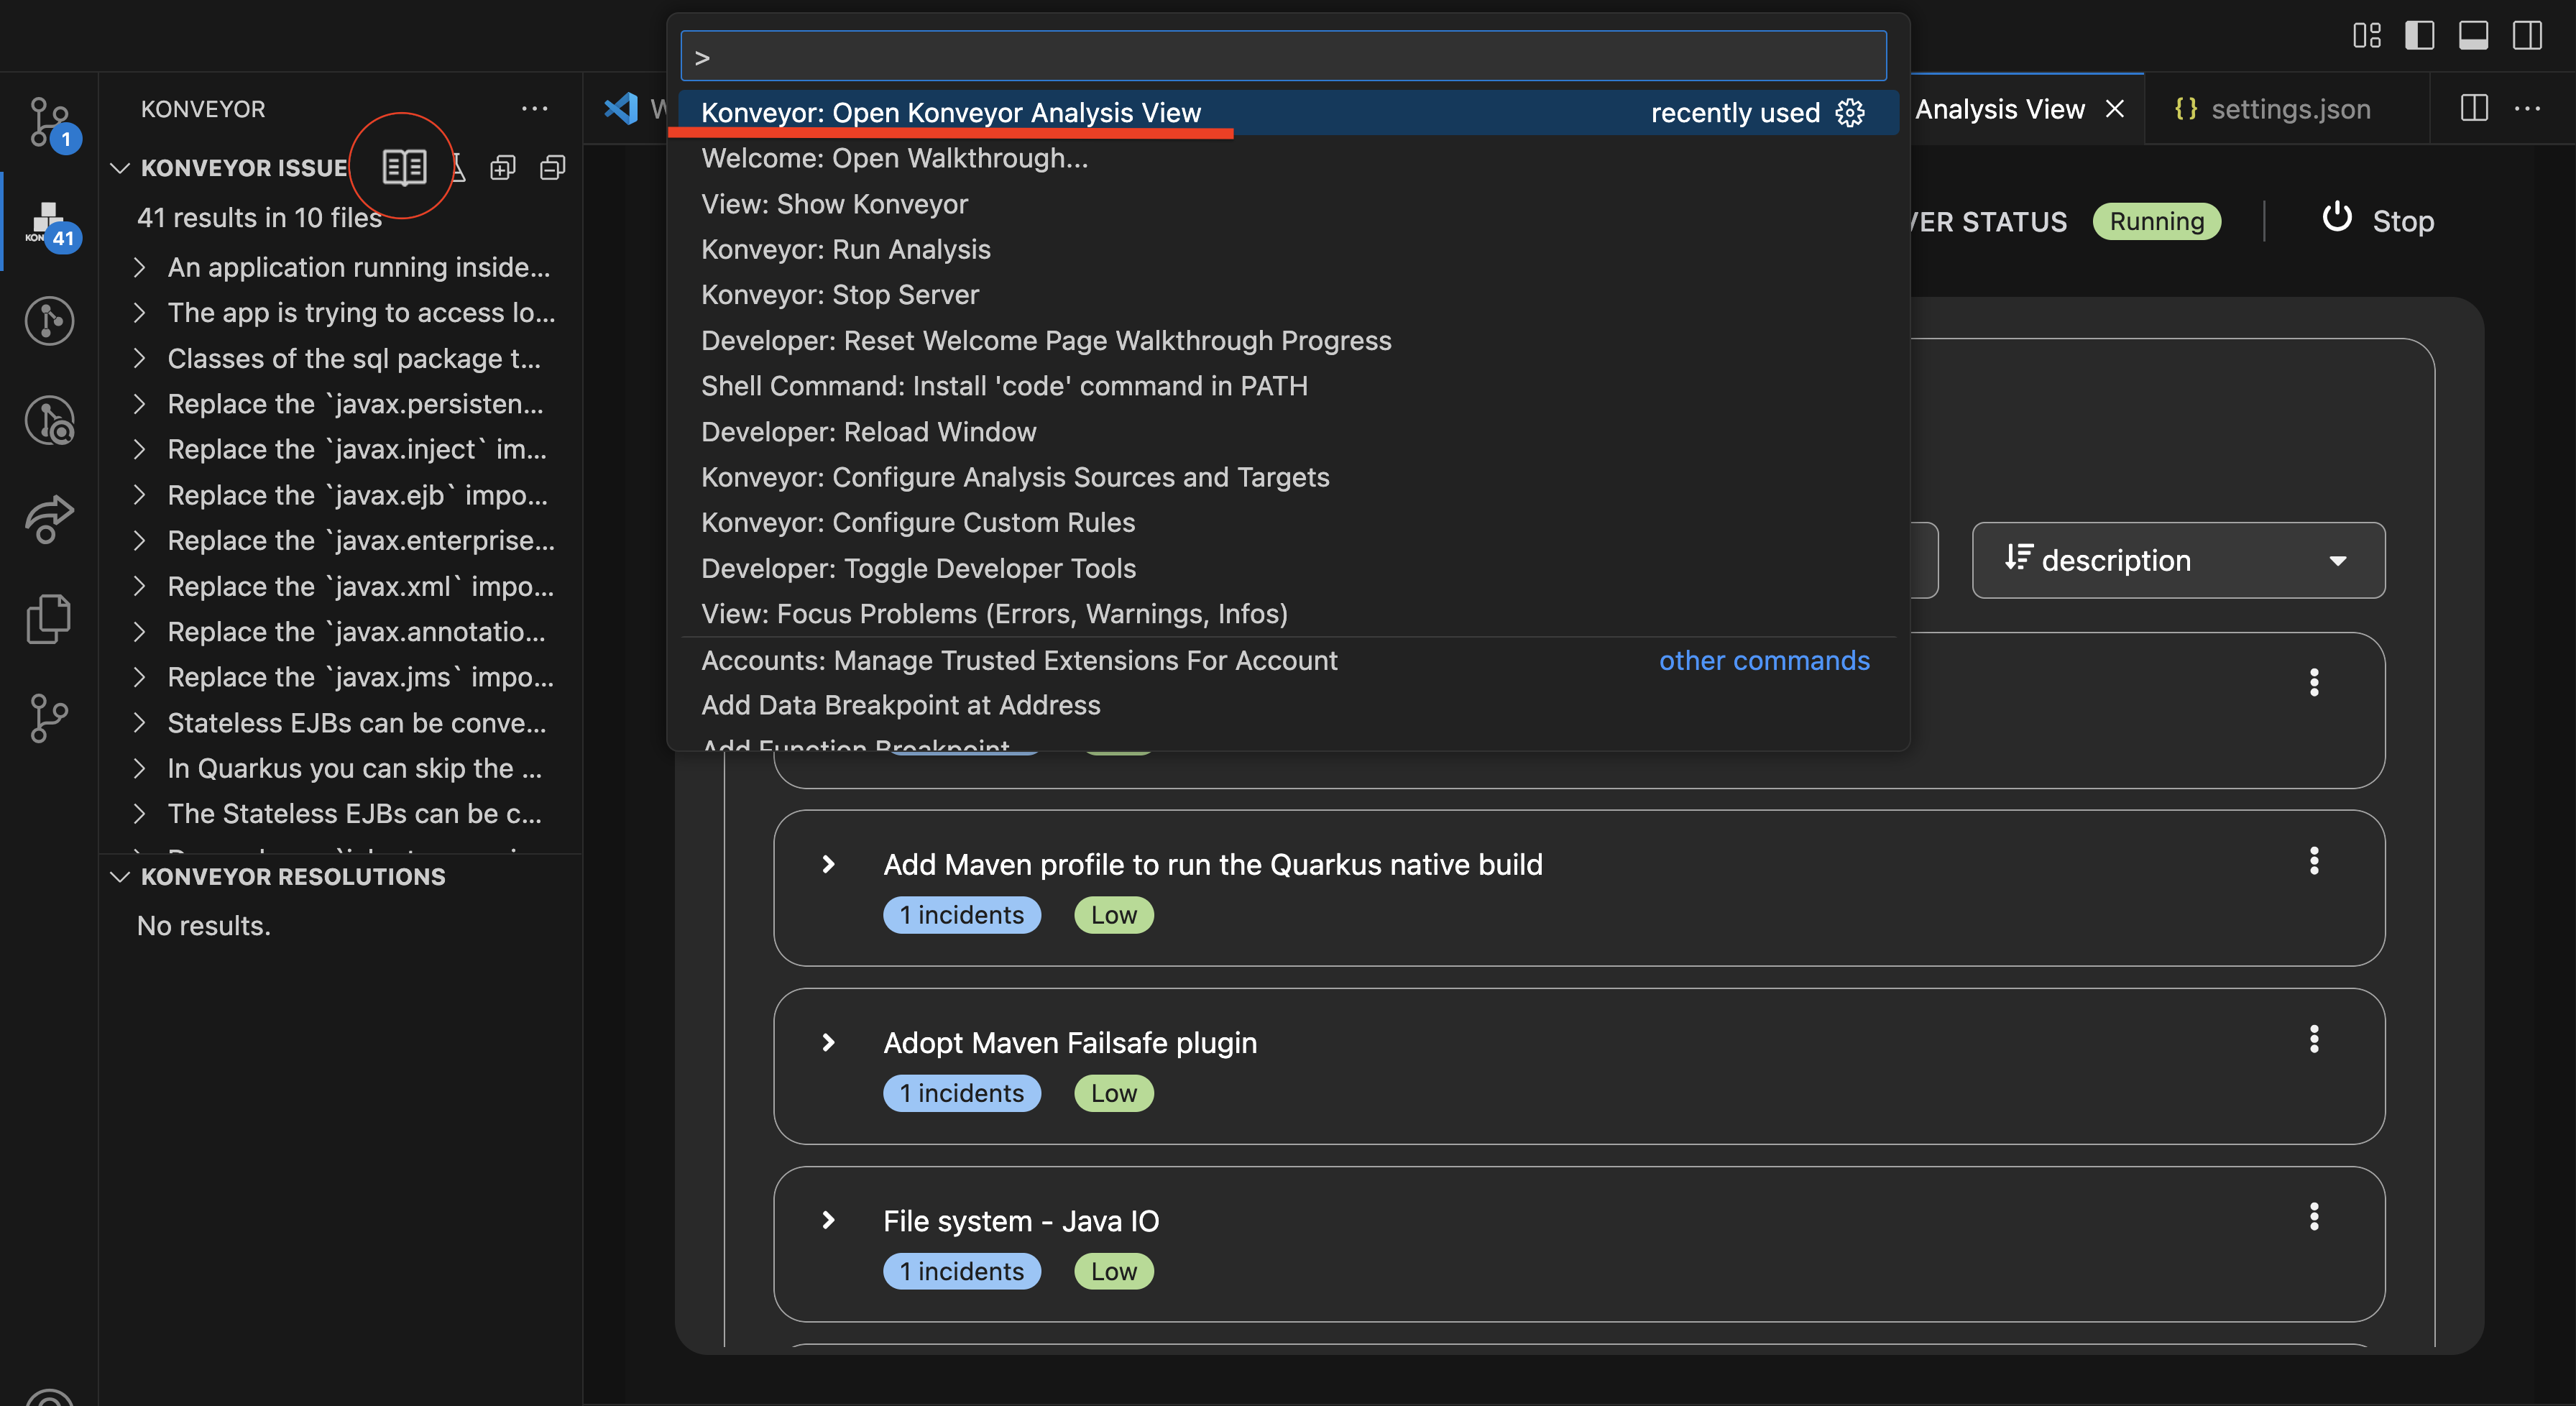 >
Konveyor: Open Konveyor Analysis View recently used
Welcome: Open Walkthrough...
View: Show Konveyor
Konveyor: Run Analysis
Konveyor: Stop Server
Developer: Reset Welcome Page Walkthrough Progress
Shell Command: Install 'code' command in PATH
Developer: Reload Window
Konveyor: Configure Analysis Sources and Targets
Konveyor: Configure Custom Rules
Developer: Toggle Developer Tools
View: Focus Problems (Errors, Warnings, Infos)
Accounts: Manage Trusted Extensions For Account other commands
Add Data Breakpoint at Address
Add Function Breakpoint
1
41
KONVEYOR
KONVEYOR ISSUE
41 results in 10 files
An application running inside...
The app is trying to access lo...
Classes of the sql package t...
Replace the `javax.persisten...
Replace the `javax.inject` im...
Replace the `javax.ejb` impo...
Replace the `javax.enterprise...
Replace the `javax.xml` impo...
Replace the `javax.annotatio...
Replace the `javax.jms` impo...
Stateless EJBs can be conve...
In Quarkus you can skip the ...
The Stateless EJBs can be c...
KONVEYOR RESOLUTIONS
No results.
W
Analysis View
{} settings.json
VER STATUS Running Stop
description
Add Maven profile to run the Quarkus native build
1 incidents Low
Adopt Maven Failsafe plugin
1 incidents Low
File system - Java IO
1 incidents Low